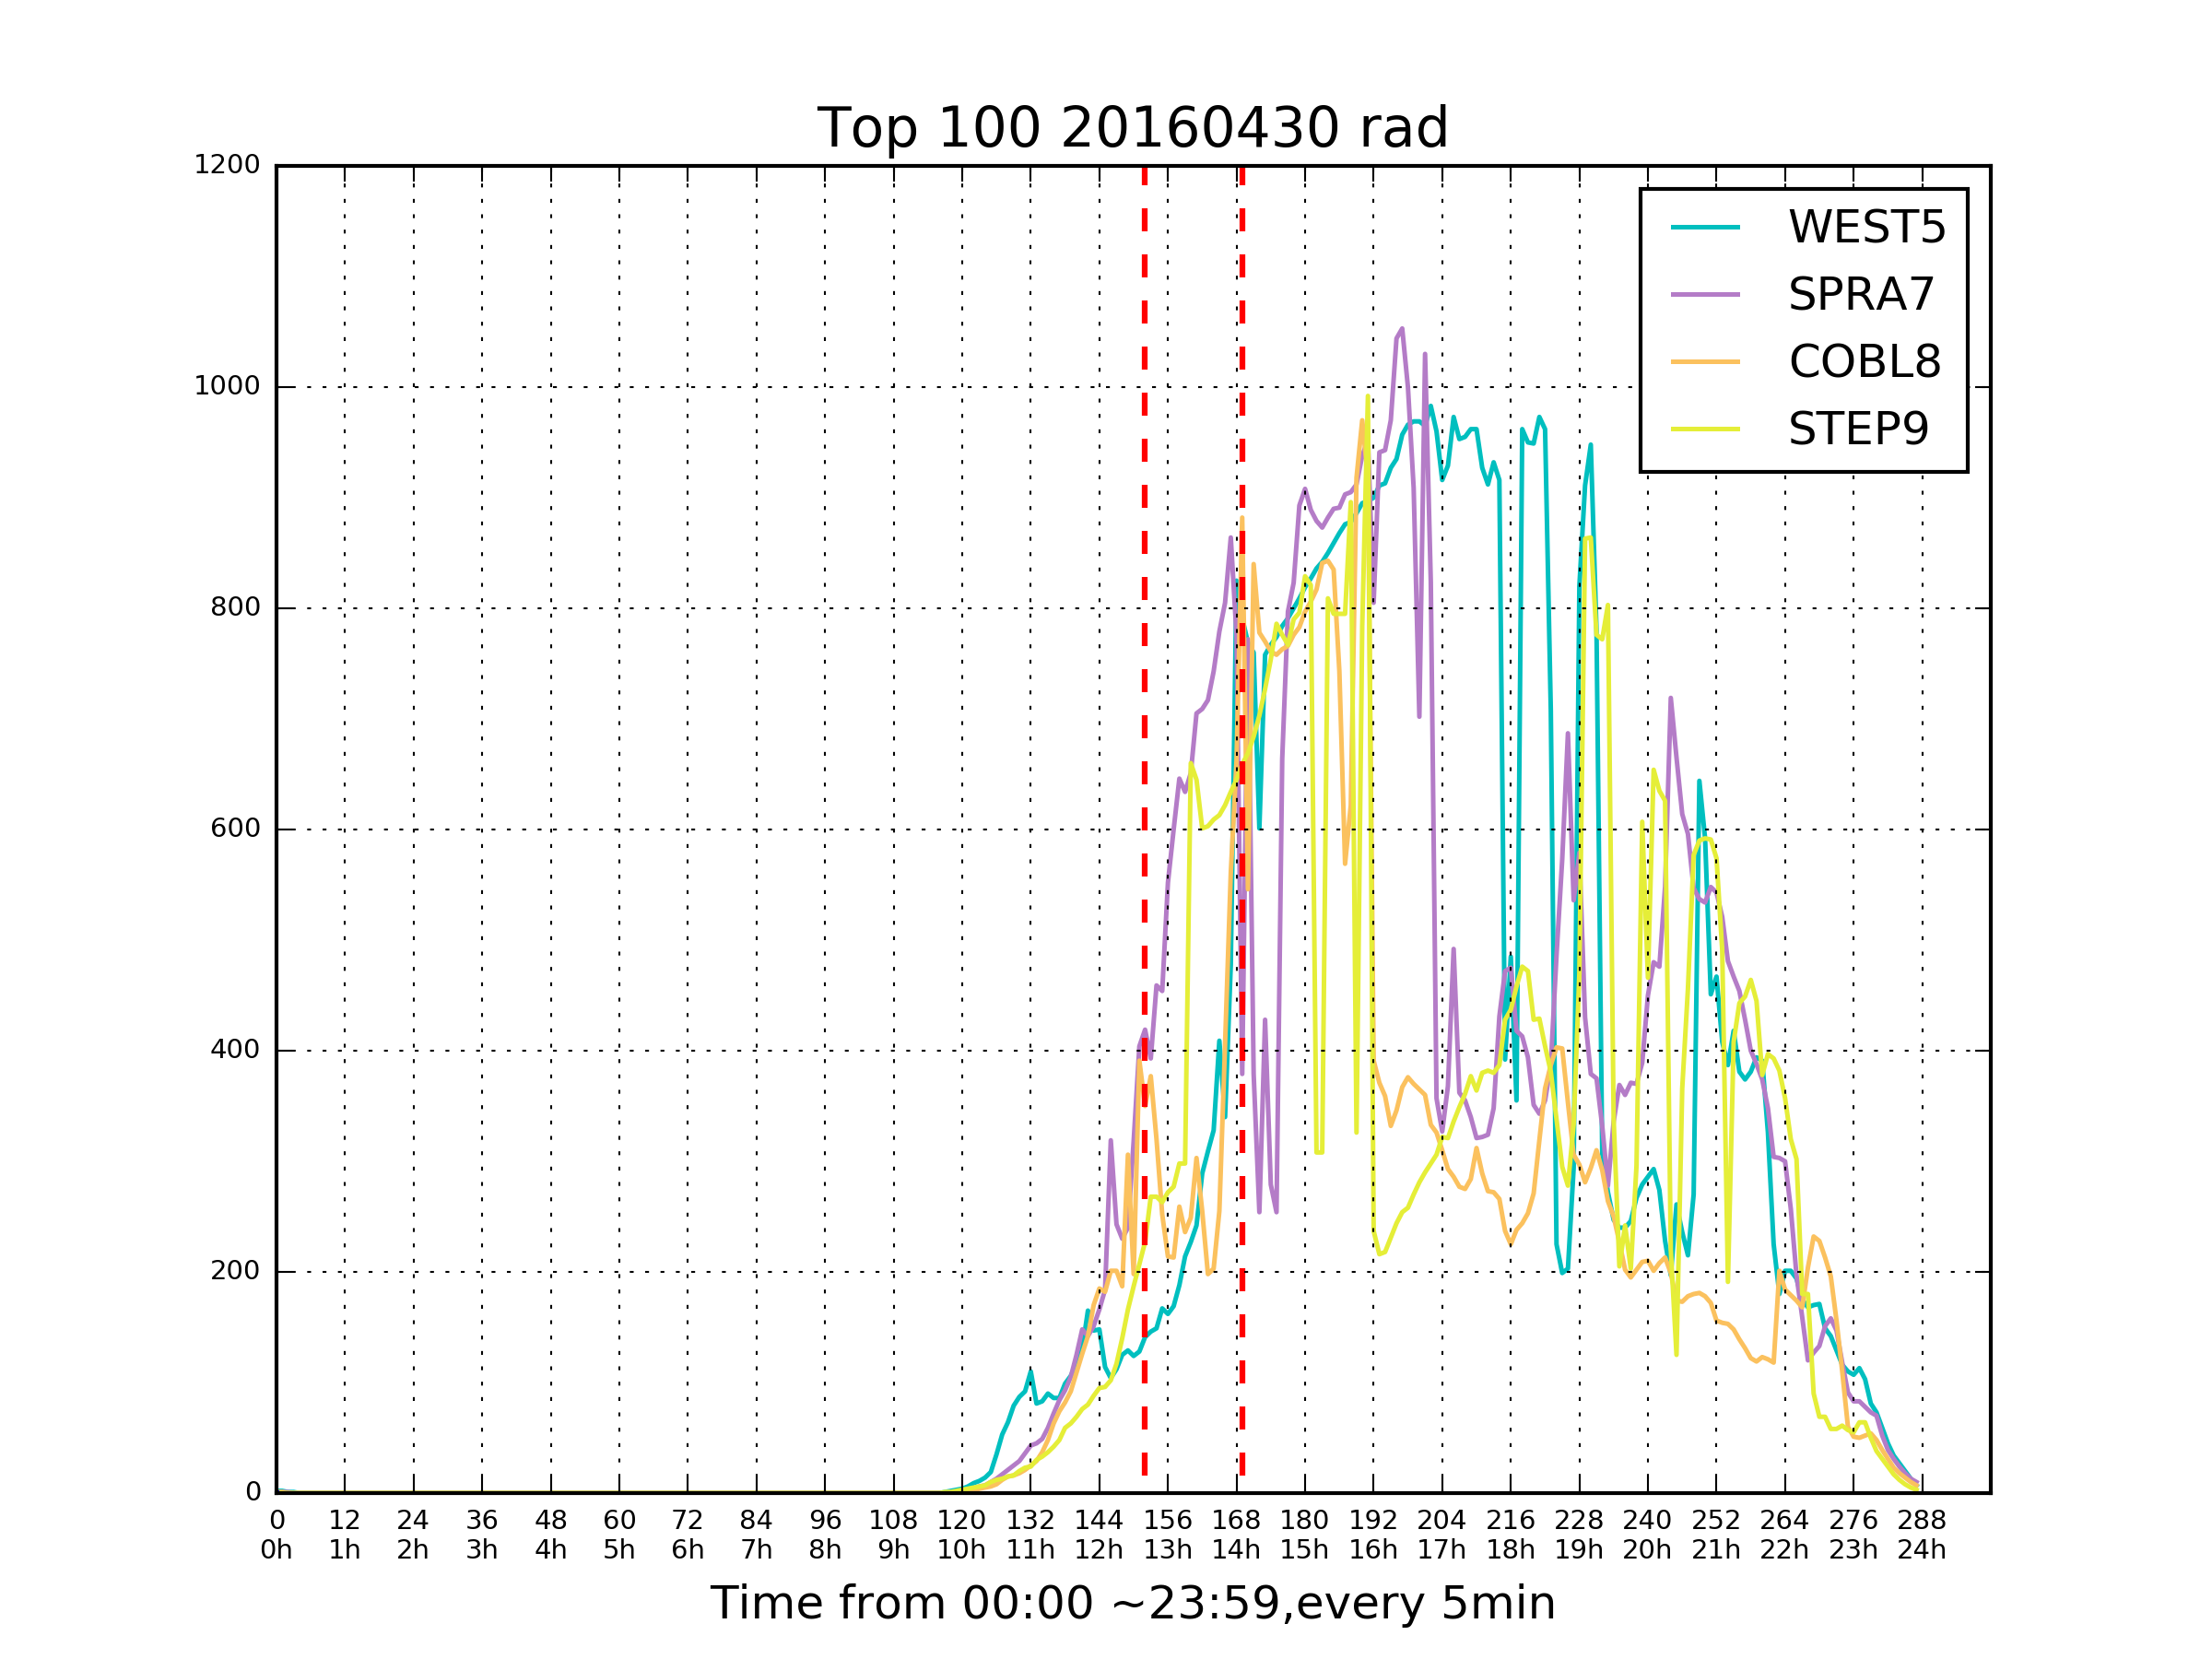 Top 100 20160430 rad
1200
1000
800
600
400
200
0
WEST5
SPRA7
COBL8
STEP9
0 12 24 36 48 60 72 84 96 108 120 132 144 156 168 180 192 204 216 228 240 252 264 276 288
0h 1h 2h 3h 4h 5h 6h 7h 8h 9h 10h 11h 12h 13h 14h 15h 16h 17h 18h 19h 20h 21h 22h 23h 24h
Time from 00:00 ~23:59,every 5min